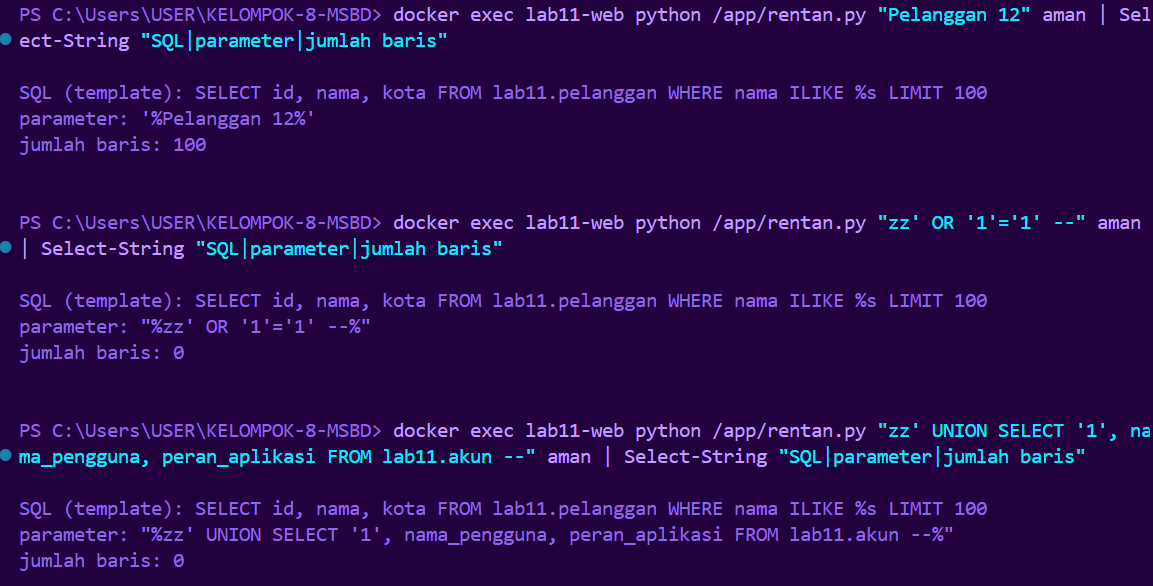 PS C:\Users\USER\KELOMPOK-8-MSBD> docker exec lab11-web python /app/rentan.py "Pelanggan 12" aman | Sel
ect-String "SQL|parameter|jumlah baris"
SQL (template): SELECT id, nama, kota FROM lab11.pelanggan WHERE nama ILIKE %s LIMIT 100
parameter: '%Pelanggan 12%'
jumlah baris: 100
PS C:\Users\USER\KELOMPOK-8-MSBD> docker exec lab11-web python /app/rentan.py "zz' OR '1'='1' --" aman
| Select-String "SQL|parameter|jumlah baris"
SQL (template): SELECT id, nama, kota FROM lab11.pelanggan WHERE nama ILIKE %s LIMIT 100
parameter: "%zz' OR '1'='1' --%"
jumlah baris: 0
PS C:\Users\USER\KELOMPOK-8-MSBD> docker exec lab11-web python /app/rentan.py "zz' UNION SELECT '1', na
ma_pengguna, peran_aplikasi FROM lab11.akun --" aman | Select-String "SQL|parameter|jumlah baris"
SQL (template): SELECT id, nama, kota FROM lab11.pelanggan WHERE nama ILIKE %s LIMIT 100
parameter: "%zz' UNION SELECT '1', nama_pengguna, peran_aplikasi FROM lab11.akun --%"
jumlah baris: 0